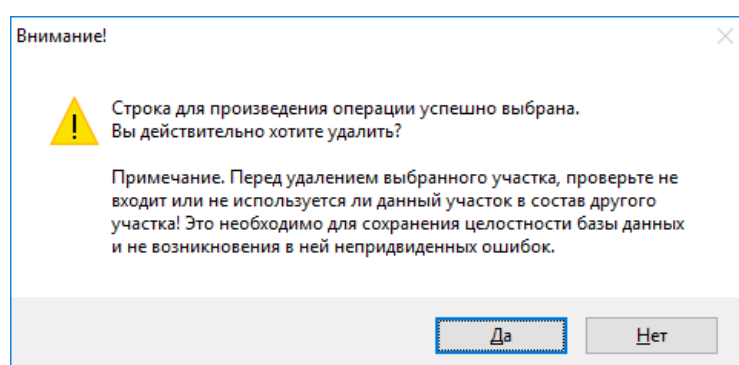 Внимание!
Строка для произведения операции успешно выбрана.
Вы действительно хотите удалить?
Примечание. Перед удалением выбранного участка, проверьте не
входит или не используется ли данный участок в состав другого
участка! Это необходимо для сохранения целостности базы данных
и не возникновения в ней непридвиденных ошибок.
Да
Нет